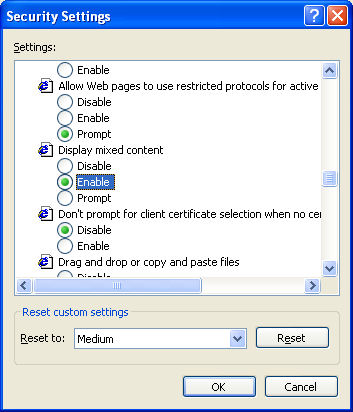 Security Settings
Settings:
Enable
Allow Web pages to use restricted protocols for active
Disable
Enable
Prompt
Display mixed content
Disable
Enable
Prompt
Don't prompt for client certificate selection when no cer
Disable
Enable
Drag and drop or copy and paste files
Disable
Reset custom settings
Reset to:
Medium
Reset
OK
Cancel